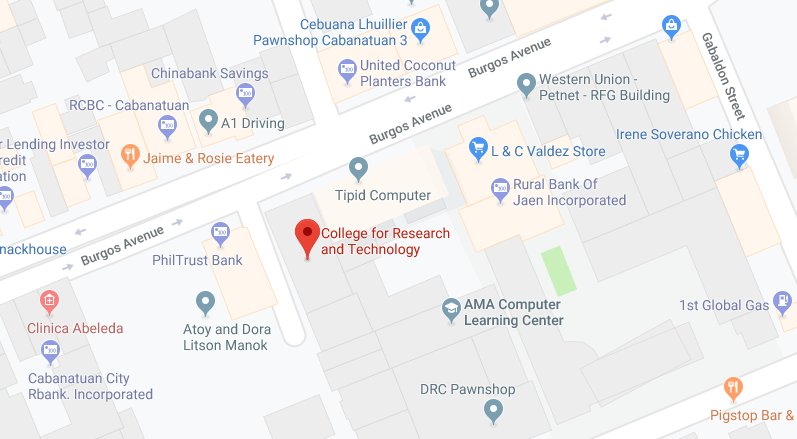 Cebuana Lhuillier
Pawnshop Cabanatuan 3
Burgos Avenue
Gabaldon Street
United Coconut
Planters Bank
Chinabank Savings
Western Union -
Petnet - RFG Building
RCBC - Cabanatuan
A1 Driving
Burgos Avenue
Irene Soverano Chicken
r Lending Investor
redit
ation
Jaime & Rosie Eatery
L & C Valdez Store
Tipid Computer
Rural Bank Of
Jaen Incorporated
College for Research
and Technology
Burgos Avenue
nackhouse
PhilTrust Bank
AMA Computer
Learning Center
1st Global Gas
Clinica Abeleda
Atoy and Dora
Litson Manok
Cabanatuan City
Rbank. Incorporated
DRC Pawnshop
Pigstop Bar &